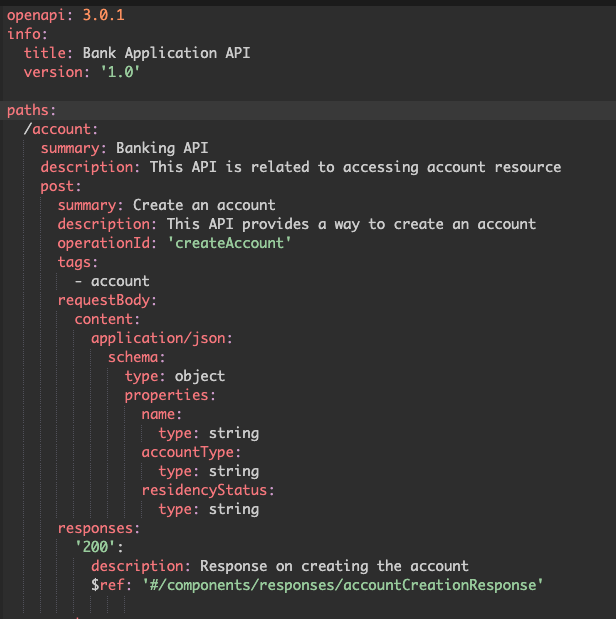 openapi: 3.0.1
info:
  title: Bank Application API
  version: '1.0'

paths:
  /account:
    summary: Banking API
    description: This API is related to accessing account resource
    post:
      summary: Create an account
      description: This API provides a way to create an account
      operationId: 'createAccount'
      tags:
        - account
      requestBody:
        content:
          application/json:
            schema:
              type: object
              properties:
                name:
                  type: string
                accountType:
                  type: string
                residencyStatus:
                  type: string
      responses:
        '200':
          description: Response on creating the account
          $ref: '#/components/responses/accountCreationResponse'